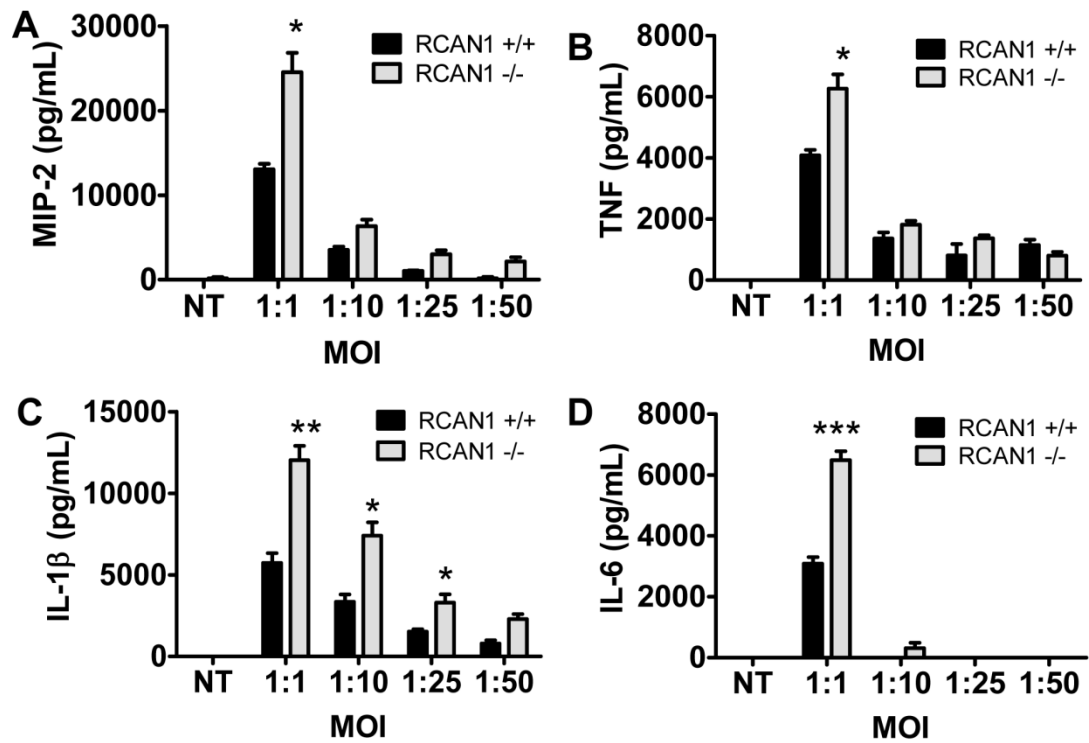 A
MIP-2 (pg/mL)
30000
20000
10000
0
*
RCAN1 +/+
RCAN1 -/-
NT 1:1 1:10 1:25 1:50
MOI
B
TNF (pg/mL)
8000
6000
4000
2000
0
*
RCAN1 +/+
RCAN1 -/-
NT 1:1 1:10 1:25 1:50
MOI
C
IL-1β (pg/mL)
15000
10000
5000
0
**
*
*
RCAN1 +/+
RCAN1 -/-
NT 1:1 1:10 1:25 1:50
MOI
D
IL-6 (pg/mL)
8000
6000
4000
2000
0
***
RCAN1 +/+
RCAN1 -/-
NT 1:1 1:10 1:25 1:50
MOI